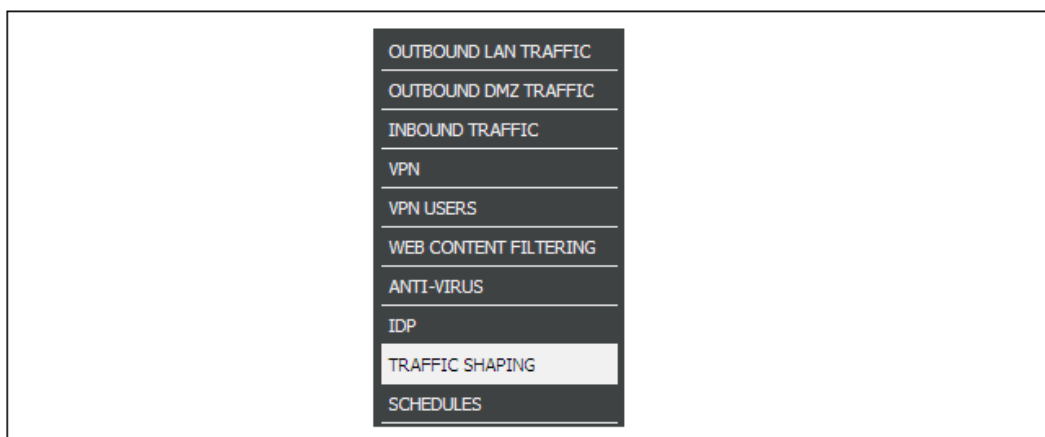 OUTBOUND LAN TRAFFIC
OUTBOUND DMZ TRAFFIC
INBOUND TRAFFIC
VPN
VPN USERS
WEB CONTENT FILTERING
ANTI-VIRUS
IDP
TRAFFIC SHAPING
SCHEDULES